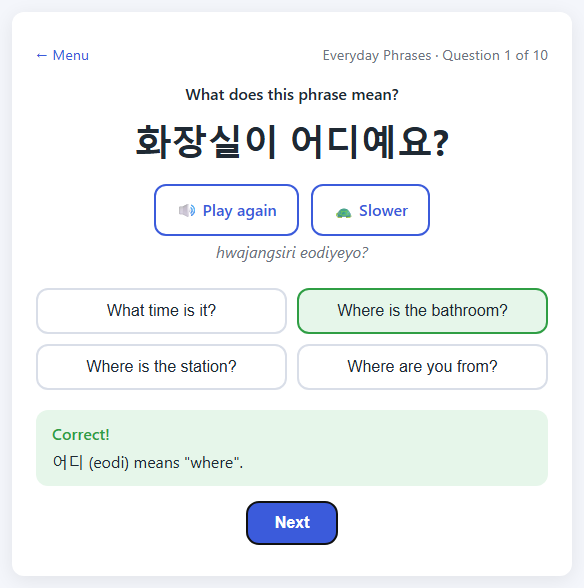 ← Menu
Everyday Phrases · Question 1 of 10
What does this phrase mean?
화장실이 어디예요?
Play again
Slower
hwajangsiri eodiyeyo?
What time is it?
Where is the bathroom?
Where is the station?
Where are you from?
Correct!
어디 (eodi) means "where".
Next